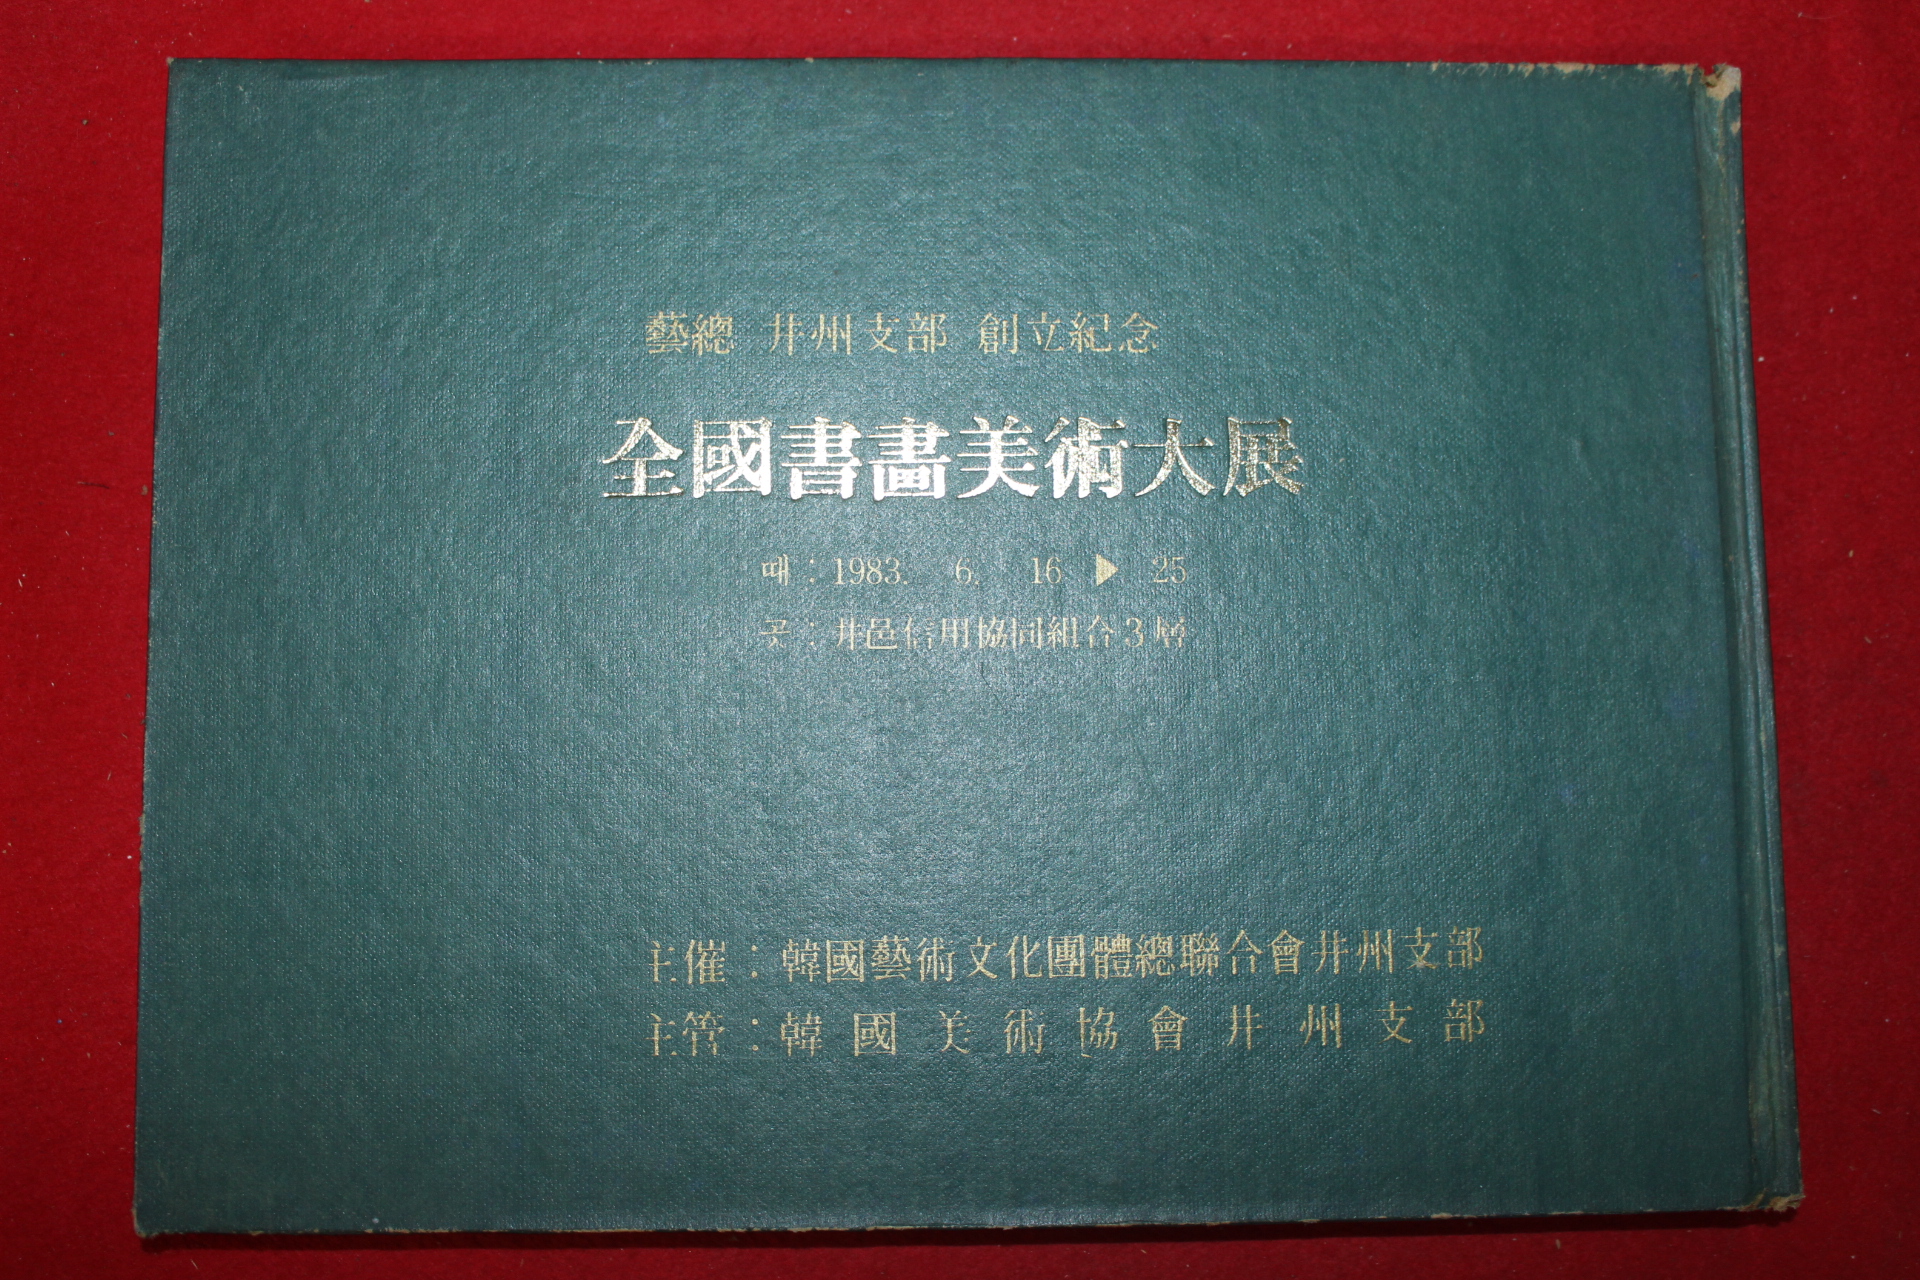 藝總 井州支部 創立紀念
全國書畵美術大展
때 : 1983. 6. 16 ▶ 25
곳 : 井邑信用協同組合3層
主催 : 韓國藝術文化團體總聯合會井州支部
主管 : 韓國美術協會井州支部